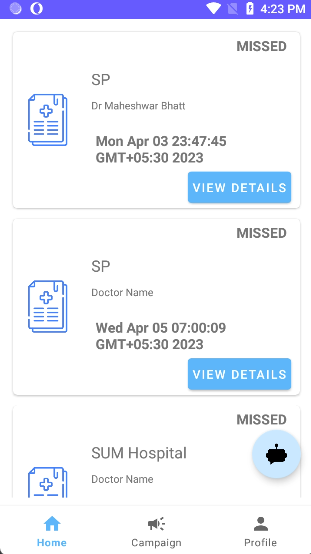 4:23 PM
MISSED
SP
Dr Maheshwar Bhatt
Mon Apr 03 23:47:45
GMT+05:30 2023
VIEW DETAILS
MISSED
SP
Doctor Name
Wed Apr 05 07:00:09
GMT+05:30 2023
VIEW DETAILS
MISSED
SUM Hospital
Doctor Name
Home
Campaign
Profile